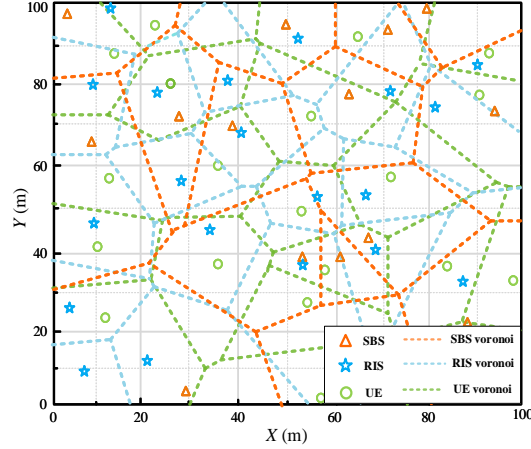 100
80
60
40
20
0
Y (m)
0 20 40 60 80 100
X (m)
SBS SBS voronoi
RIS RIS voronoi
UE UE voronoi